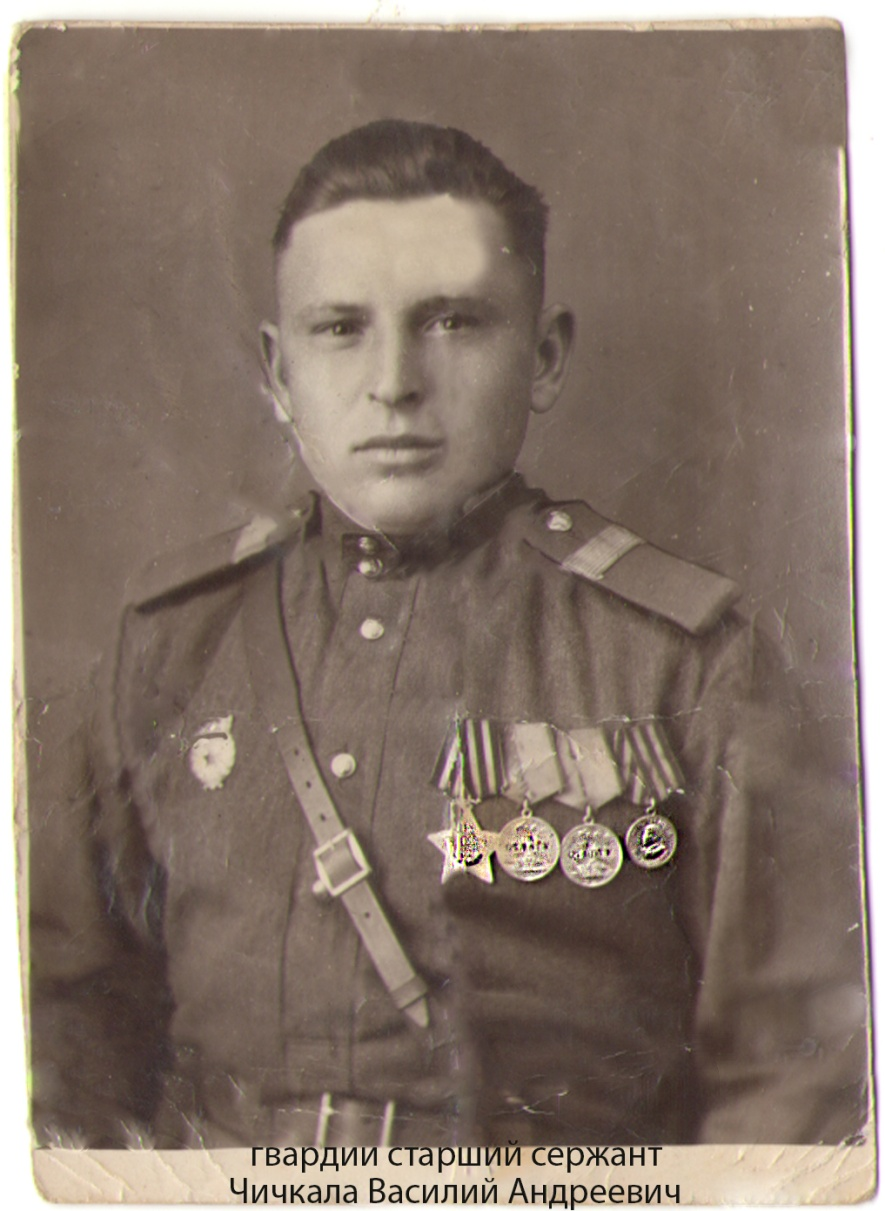 гвардии старший сержант
Чичкала Василий Андреевич